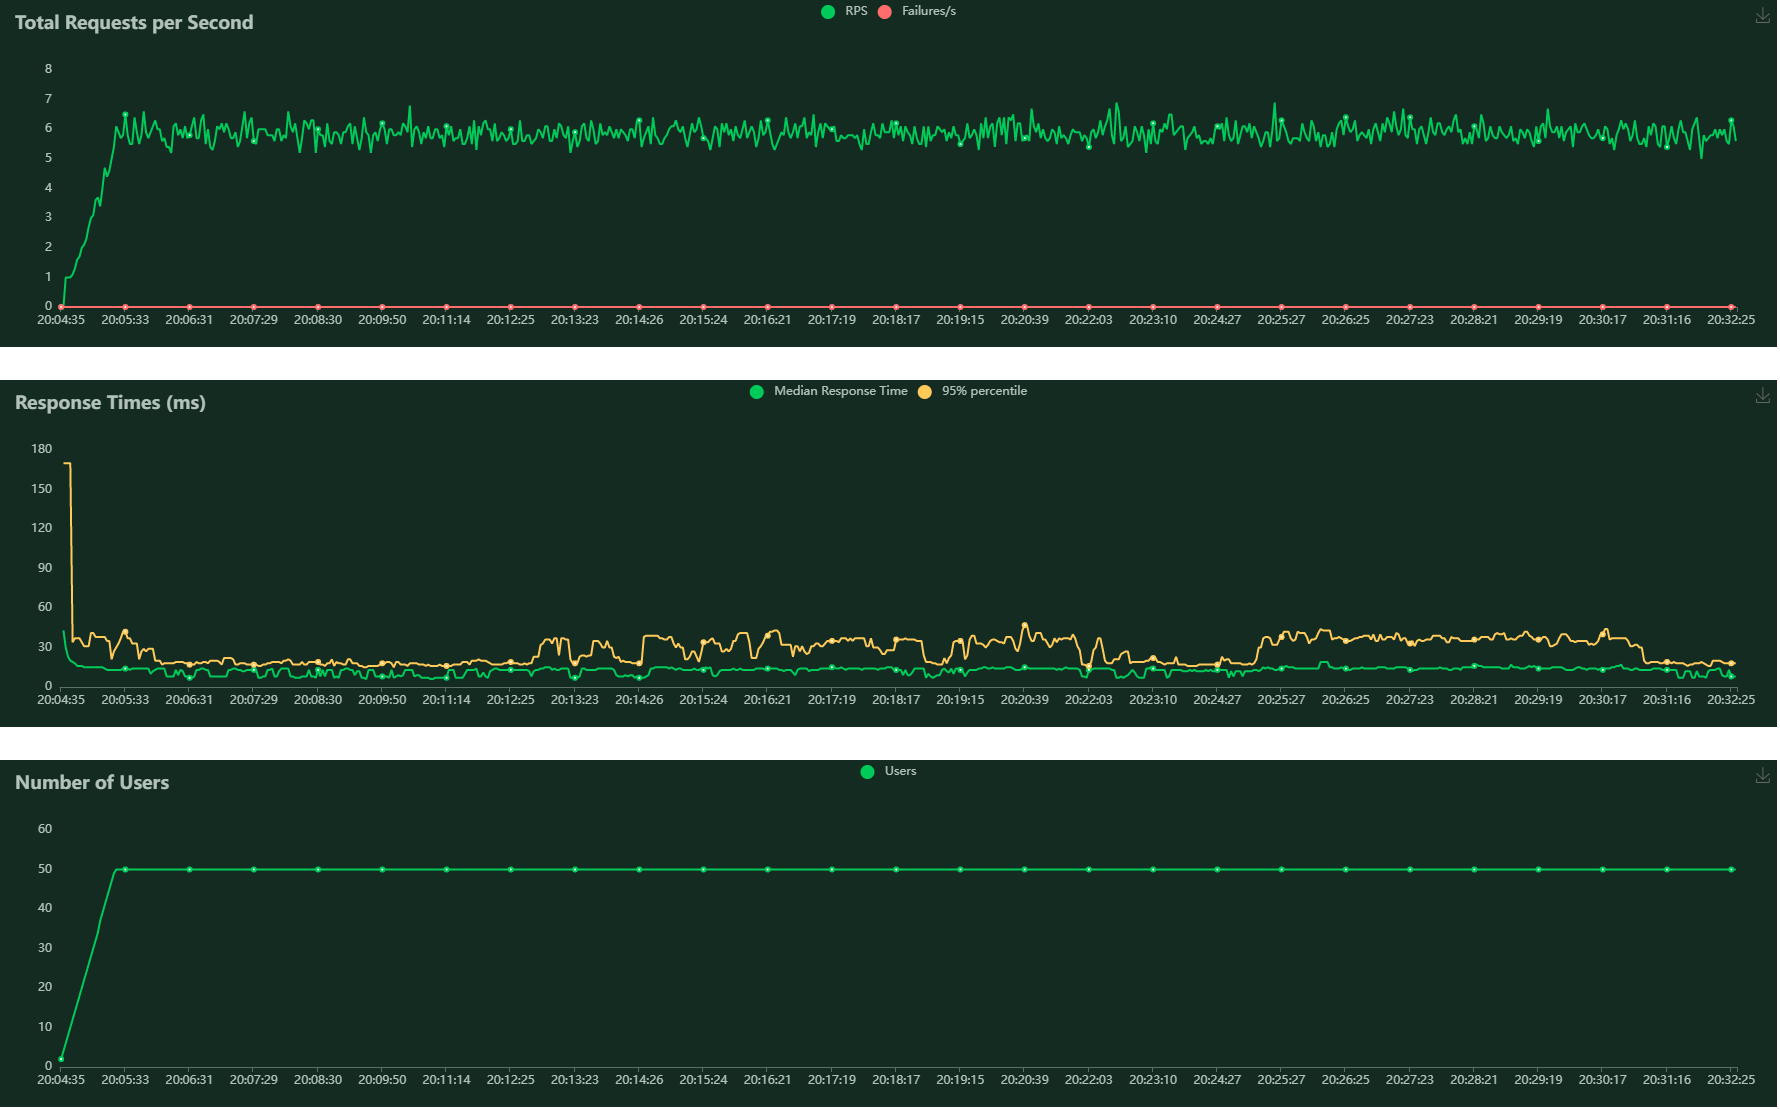 Total Requests per Second
RPS Failures/s
8
7
6
5
4
3
2
1
0
20:04:35 20:05:33 20:06:31 20:07:29 20:08:30 20:09:50 20:11:14 20:12:25 20:13:23 20:14:26 20:15:24 20:16:21 20:17:19 20:18:17 20:19:15 20:20:39 20:22:03 20:23:10 20:24:27 20:25:27 20:26:25 20:27:23 20:28:21 20:29:19 20:30:17 20:31:16 20:32:25
Response Times (ms)
Median Response Time 95% percentile
180
150
120
90
60
30
0
20:04:35 20:05:33 20:06:31 20:07:29 20:08:30 20:09:50 20:11:14 20:12:25 20:13:23 20:14:26 20:15:24 20:16:21 20:17:19 20:18:17 20:19:15 20:20:39 20:22:03 20:23:10 20:24:27 20:25:27 20:26:25 20:27:23 20:28:21 20:29:19 20:30:17 20:31:16 20:32:25
Number of Users
Users
60
50
40
30
20
10
0
20:04:35 20:05:33 20:06:31 20:07:29 20:08:30 20:09:50 20:11:14 20:12:25 20:13:23 20:14:26 20:15:24 20:16:21 20:17:19 20:18:17 20:19:15 20:20:39 20:22:03 20:23:10 20:24:27 20:25:27 20:26:25 20:27:23 20:28:21 20:29:19 20:30:17 20:31:16 20:32:25